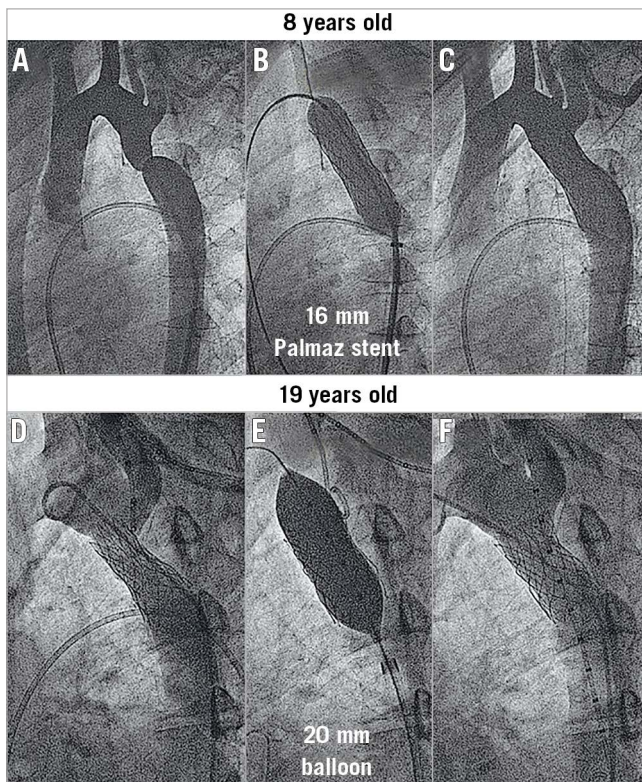 8 years old
A
B
C
16 mm
Palmaz stent
19 years old
D
E
F
20 mm
balloon